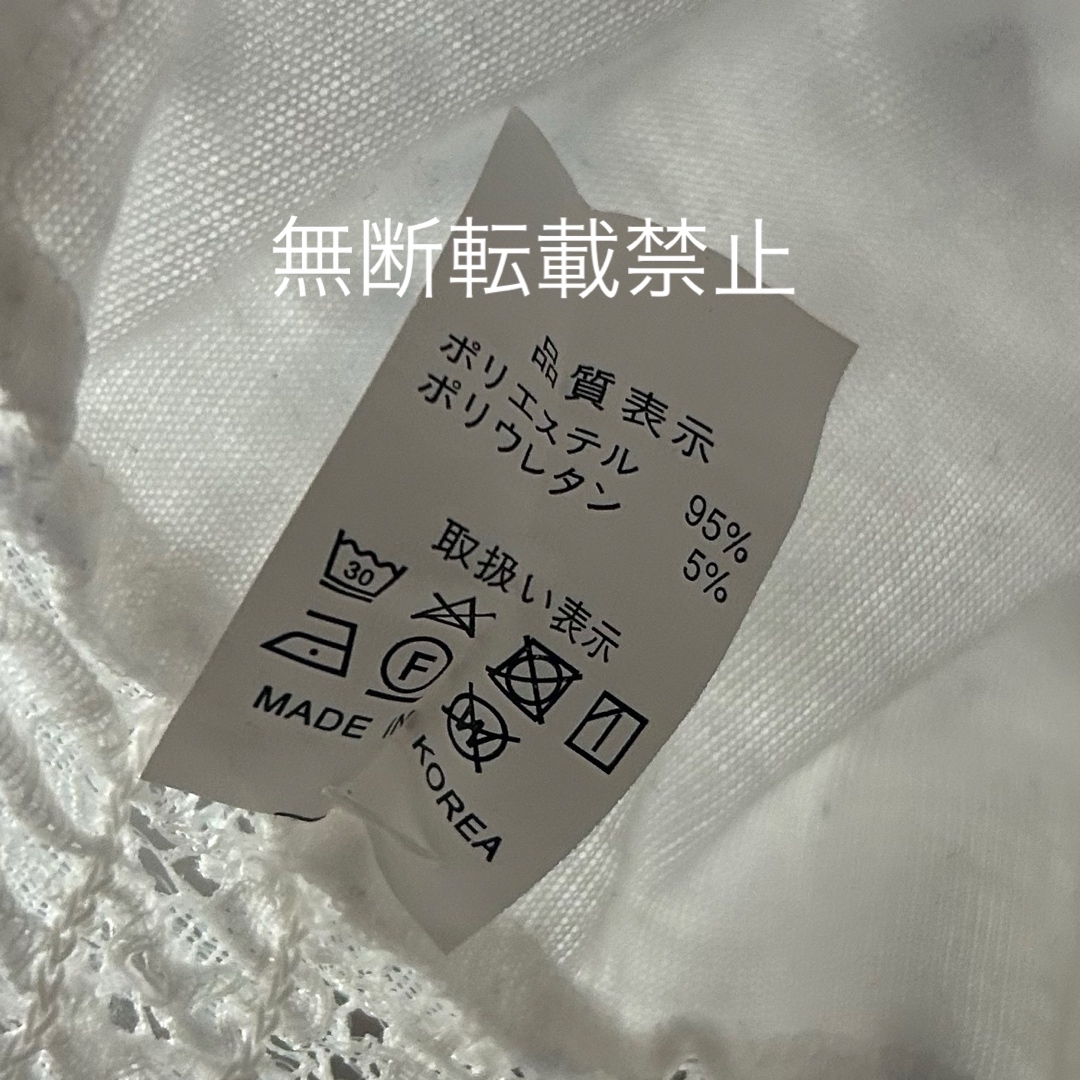 無断転載禁止
品質表示
ポリエステル 95%
ポリウレタン 5%
取扱い表示
30
F
W
MADE IN KOREA